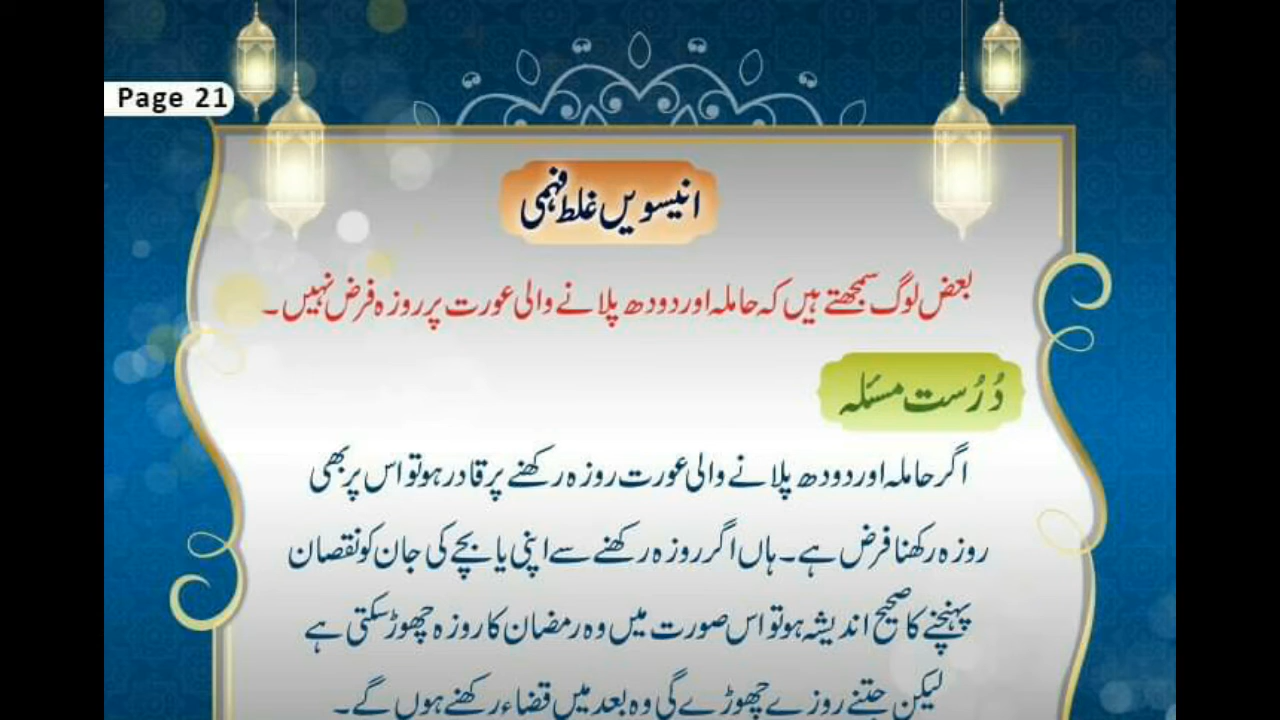 Page 21
انیسویں غلط فہمی
بعض لوگ سمجھتے ہیں کہ حاملہ اور دودھ پلانے والی عورت پر روزہ فرض نہیں۔
دُرُست مسئلہ
اگر حاملہ اور دودھ پلانے والی عورت روزہ رکھنے پر قادر ہو تو اس پر بھی
روزہ رکھنا فرض ہے۔ ہاں اگر روزہ رکھنے سے اپنی یا بچے کی جان کو نقصان
پہنچنے کا صحیح اندیشہ ہو تو اس صورت میں وہ رمضان کا روزہ چھوڑ سکتی ہے
لیکن جتنے روزے چھوڑے گی وہ بعد میں قضاء رکھنے ہوں گے۔